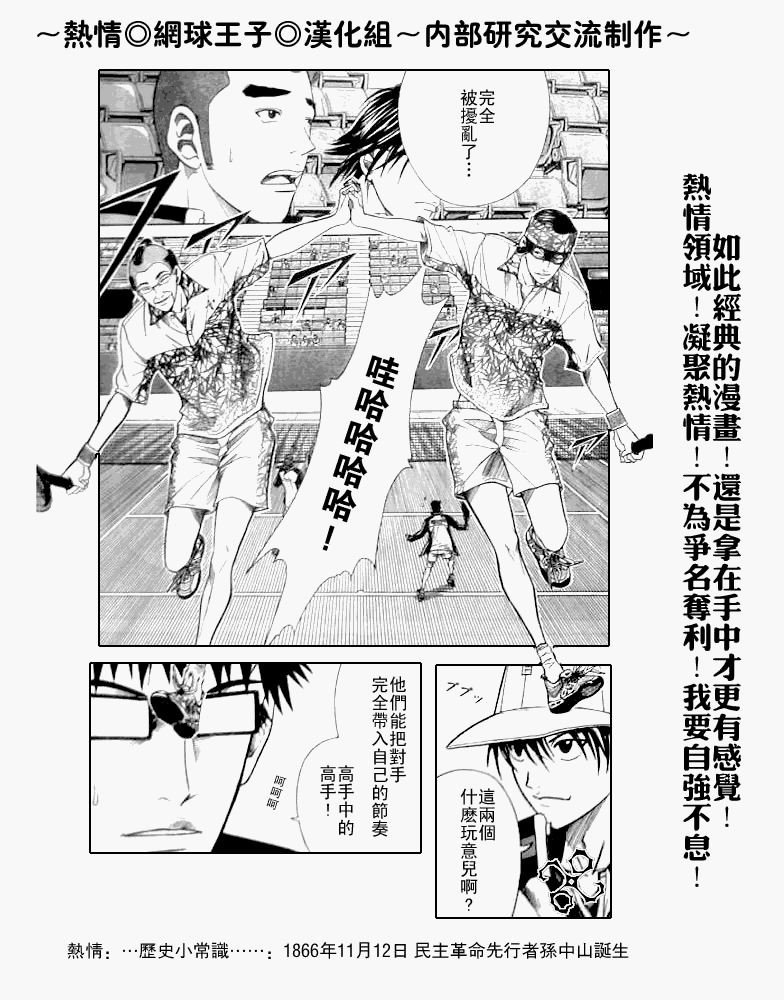 ～熱情◎網球王子◎漢化組～内部研究交流制作～
完全
被擾亂了…
哇哈哈哈哈！
如此經典的漫畫！還是拿在手中才更有感覺！
熱情領域！凝聚熱情！不為爭名奪利！我要自強不息！
ブブッ
這兩個
什麼玩意兒啊？
他們能把對手
完全帶入自己的節奏
高手中的
高手！
呵呵呵
熱情：…歷史小常識……：1866年11月12日 民主革命先行者孫中山誕生